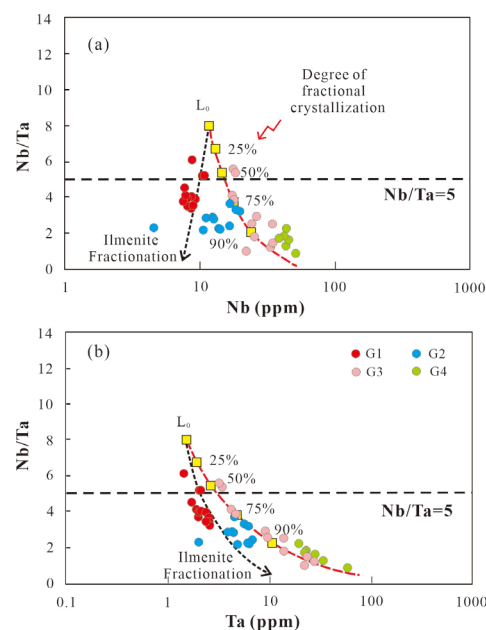 (a)
Degree of
fractional
crystallization
L₀
25%
50%
75%
90%
Nb/Ta=5
Ilmenite
Fractionation
Nb/Ta
14
12
10
8
6
4
2
0
1
10
100
1000
Nb (ppm)
(b)
G1
G2
G3
G4
L₀
25%
50%
75%
90%
Nb/Ta=5
Ilmenite
Fractionation
Nb/Ta
14
12
10
8
6
4
2
0
0.1
1
10
100
1000
Ta (ppm)